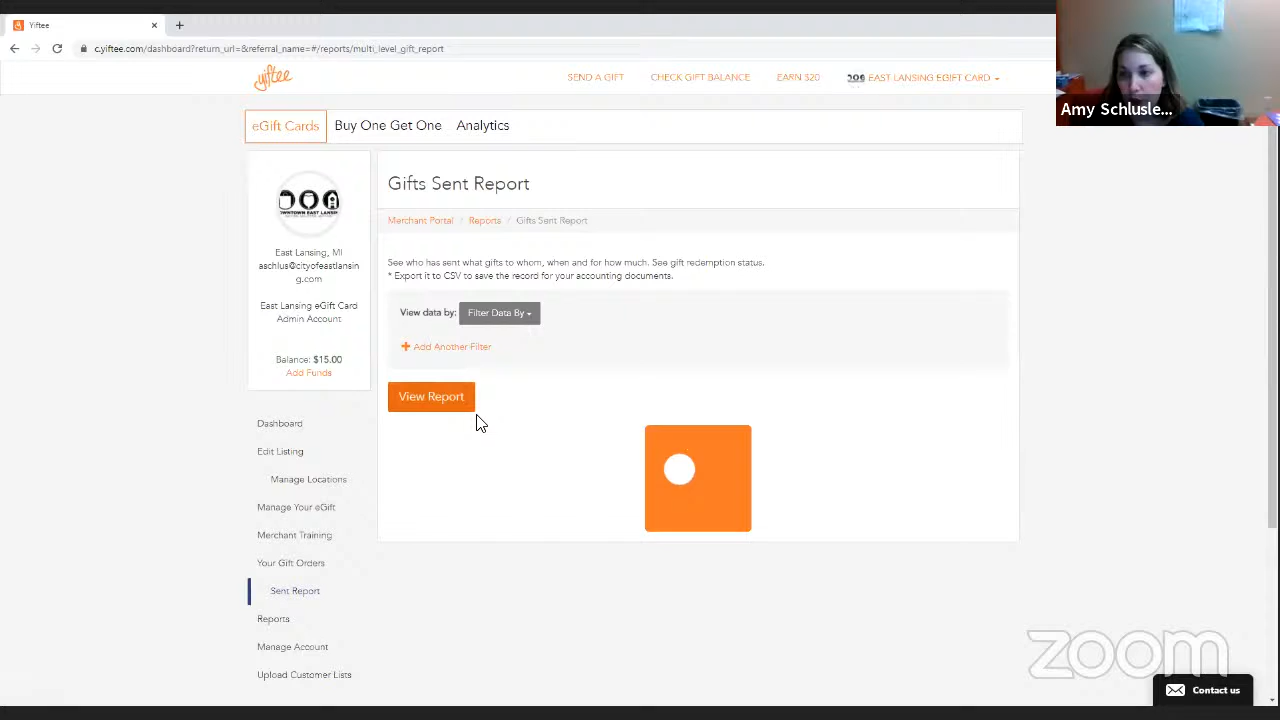 Yiftee
c.yiftee.com/dashboard?return_url=&referral_name=#/reports/multi_level_gift_report
yiftee
SEND A GIFT
CHECK GIFT BALANCE
EARN $20
EAST LANSING EGIFT CARD
Amy Schlusle...
eGift Cards
Buy One Get One
Analytics
DOWNTOWN EAST LANSING
East Lansing, MI
aschlus@cityofeastlansin
g.com
East Lansing eGift Card
Admin Account
Balance: $15.00
Add Funds
Dashboard
Edit Listing
Manage Locations
Manage Your eGift
Merchant Training
Your Gift Orders
Sent Report
Reports
Manage Account
Upload Customer Lists
Gifts Sent Report
Merchant Portal / Reports / Gifts Sent Report
See who has sent what gifts to whom, when and for how much. See gift redemption status.
* Export it to CSV to save the record for your accounting documents.
View data by: Filter Data By
Add Another Filter
View Report
zoom
Contact us